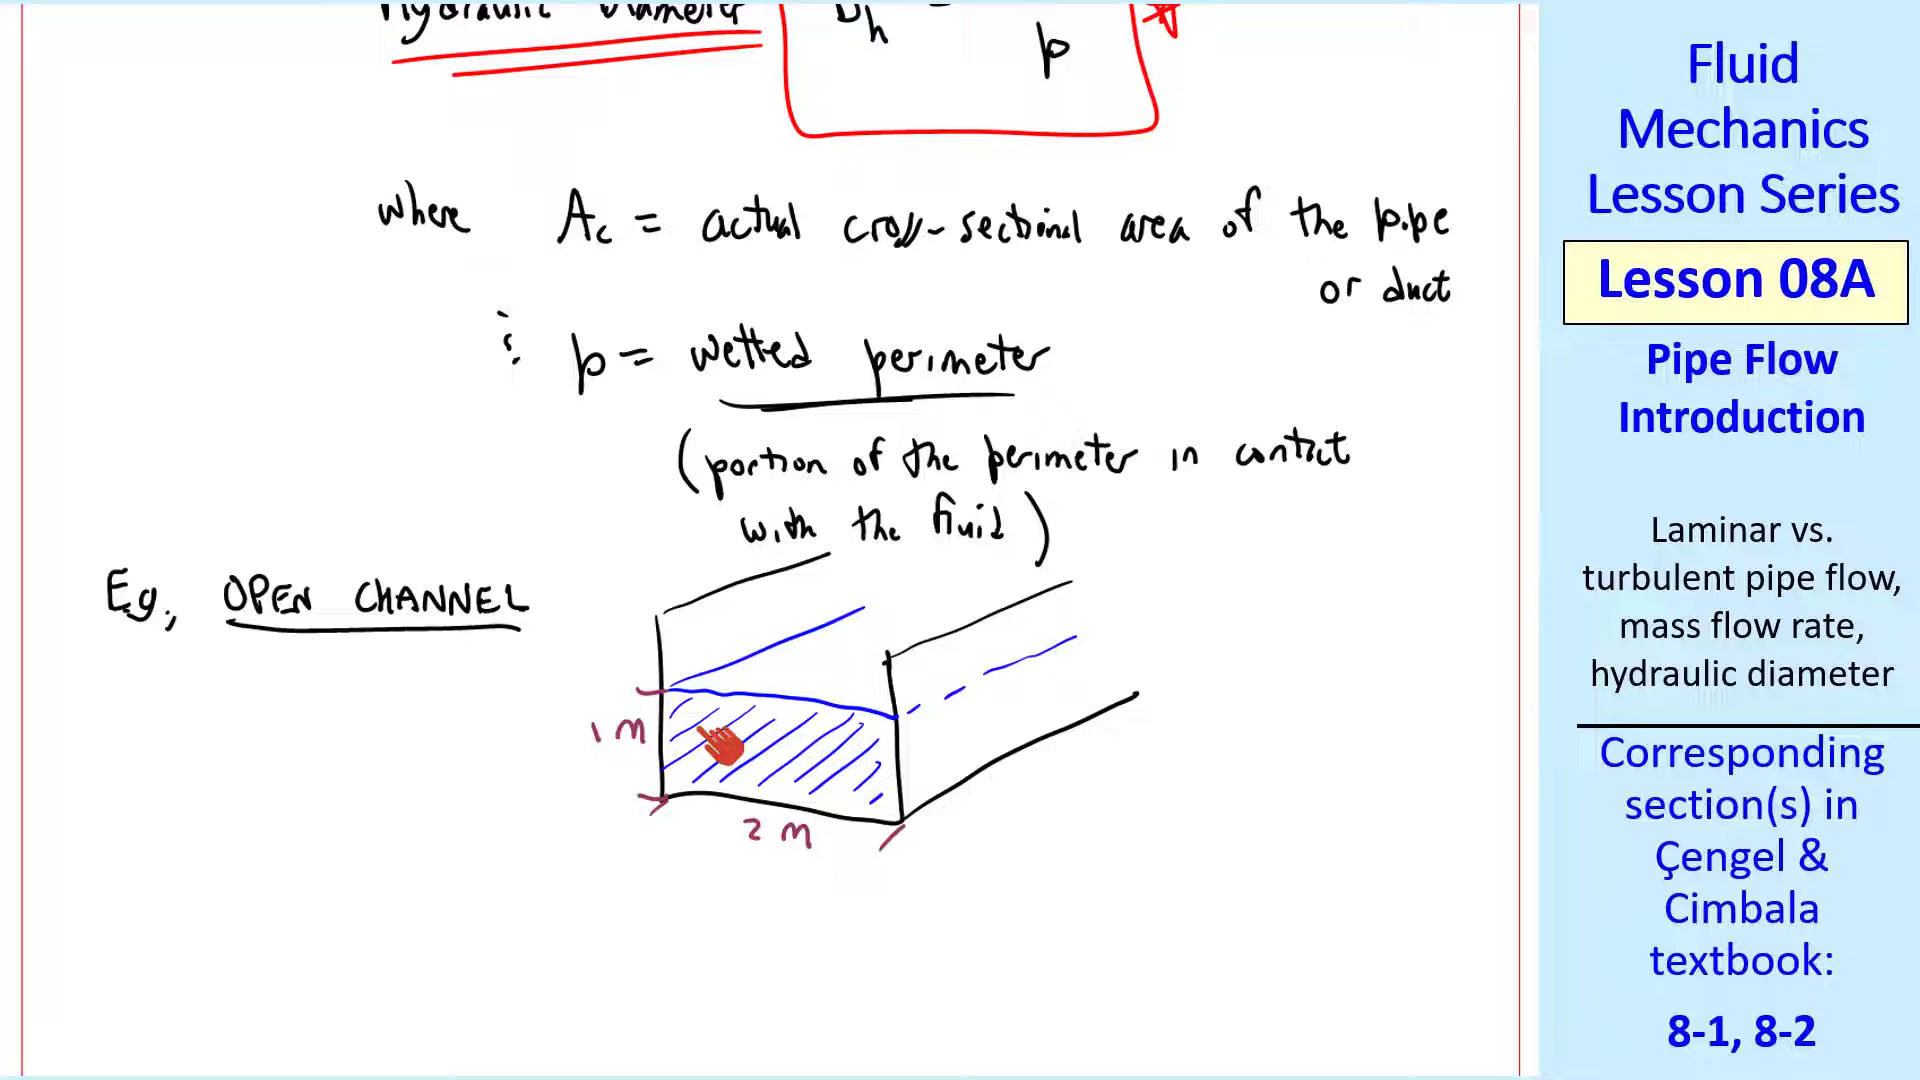 Hydraulic Diameter
Dh =
p
where Ac = actual cross-sectional area of the pipe
or duct
p = wetted perimeter
(portion of the perimeter in contact
with the fluid)
E.g., OPEN CHANNEL
1 m
2 m
Fluid
Mechanics
Lesson Series
Lesson 08A
Pipe Flow
Introduction
Laminar vs.
turbulent pipe flow,
mass flow rate,
hydraulic diameter
Corresponding
section(s) in
Çengel &
Cimbala
textbook:
8-1, 8-2